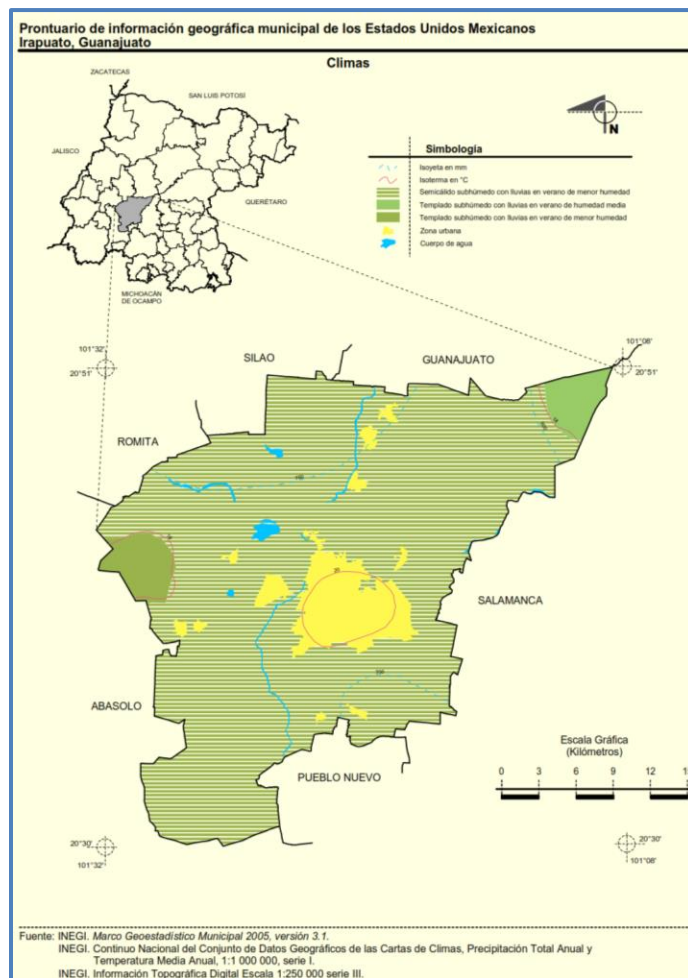 Prontuario de información geográfica municipal de los Estados Unidos Mexicanos
Irapuato, Guanajuato
Climas
ZACATECAS
SAN LUIS POTOSÍ
JALISCO
QUERÉTARO
MICHOACÁN
DE OCAMPO
N
Simbología
Isoyeta en mm
Isoterma en °C
Semicálido subhúmedo con lluvias en verano de menor humedad
Templado subhúmedo con lluvias en verano de humedad media
Templado subhúmedo con lluvias en verano de menor humedad
Zona urbana
Cuerpo de agua
101°32'
20°51'
SILAO
GUANAJUATO
101°08'
20°51'
ROMITA
SALAMANCA
ABASOLO
PUEBLO NUEVO
Escala Gráfica
(Kilómetros)
0 3 6 9 12
20°30'
101°32'
20°30'
101°08'
Fuente: INEGI. Marco Geoestadístico Municipal 2005, versión 3.1.
INEGI. Continuo Nacional del Conjunto de Datos Geográficos de las Cartas de Climas, Precipitación Total Anual y
Temperatura Media Anual, 1:1 000 000, serie I.
INEGI. Información Topográfica Digital Escala 1:250 000 serie III.